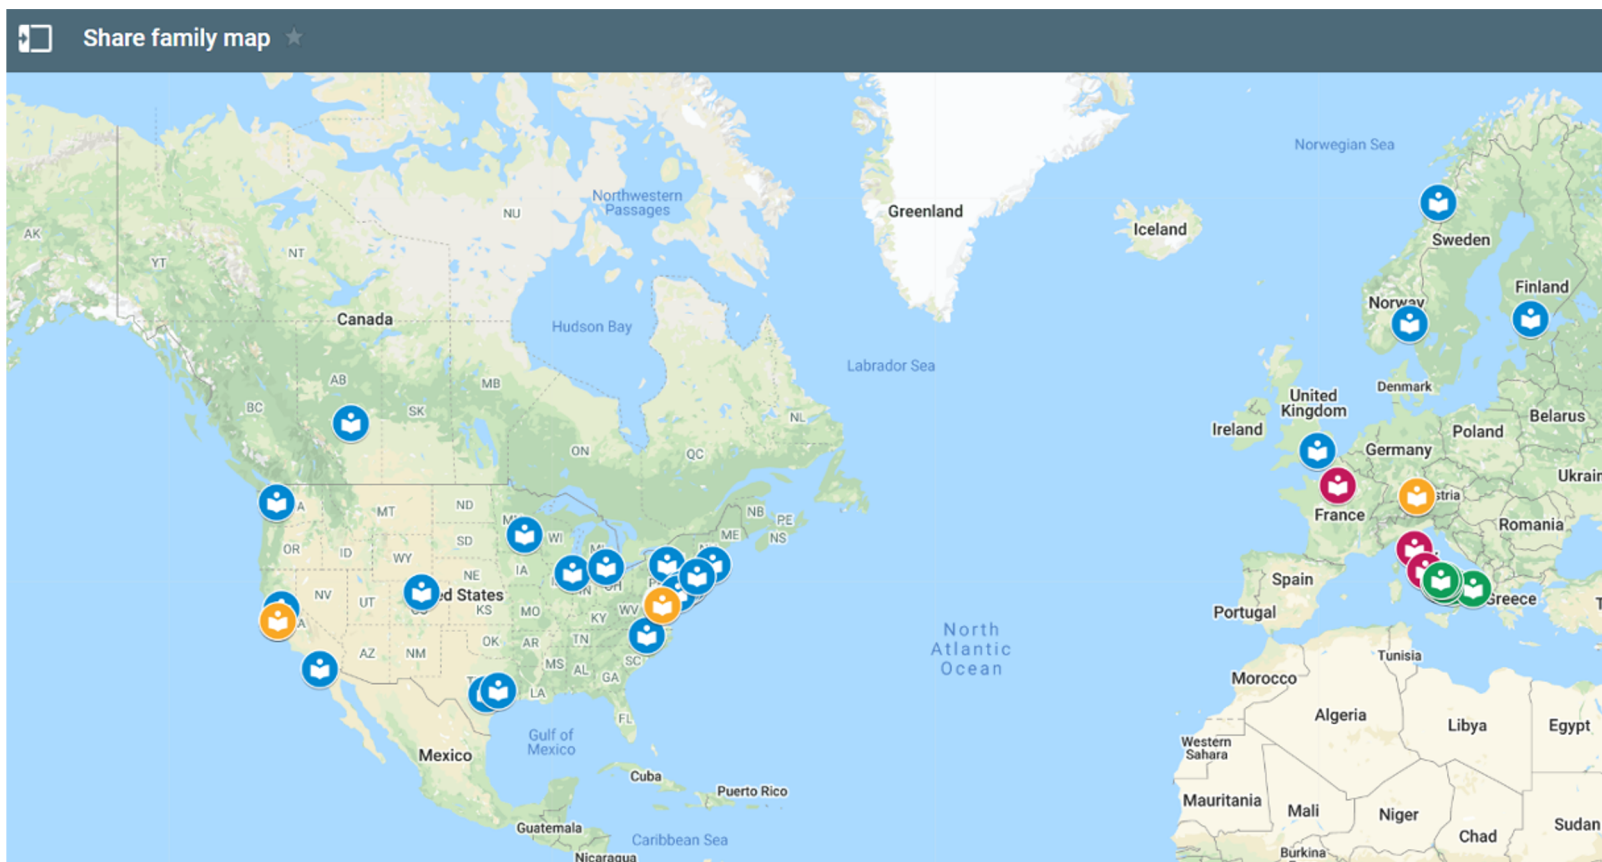 Share family map
Norwegian Sea
Northwestern
Passages
Greenland
NU
AK
Iceland
Sweden
NT
YT
Finland
Norway
Canada
Hudson Bay
Labrador Sea
AB
MB
Denmark
BC
SK
United
Kingdom
NL
Belarus
Ireland
Poland
ON
QC
Germany
Ukrain
stria
MT
ND
NB
PE
France
Romania
OR
ID
SD
WI
ME
NS
WY
NE
IA
Spain
NV
UT
ed States
KS
MO
WV
Greece
KY
Portugal
North
Atlantic
Ocean
AZ
NM
OK
AR
TN
Tunisia
MS
AL
SC
GA
Morocco
LA
FL
Algeria
Libya
Egypt
Gulf of
Mexico
Western
Sahara
Mexico
Cuba
Puerto Rico
Mauritania
Mali
Niger
Guatemala
Caribbean Sea
Chad
Sudan
Nicaragua
Burkina